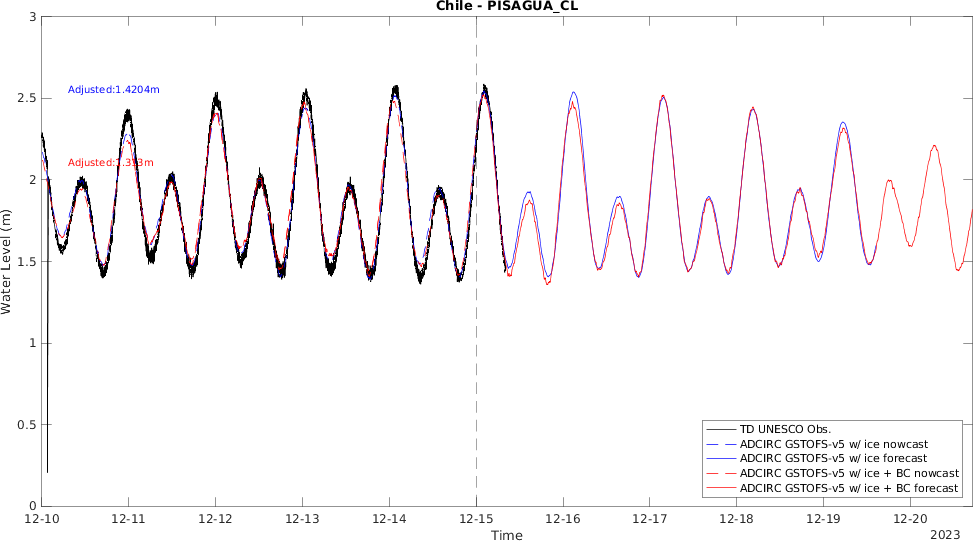 Chile - PISAGUA_CL
3
2.5
2
1.5
1
0.5
0
Water Level (m)
Adjusted:1.4204m
TD UNESCO Obs.
ADCIRC GSTOFS-v5 w/ ice nowcast
ADCIRC GSTOFS-v5 w/ ice forecast
ADCIRC GSTOFS-v5 w/ ice + BC nowcast
ADCIRC GSTOFS-v5 w/ ice + BC forecast
12-10
12-11
12-12
12-13
12-14
12-15
12-16
12-17
12-18
12-19
12-20
Time
2023